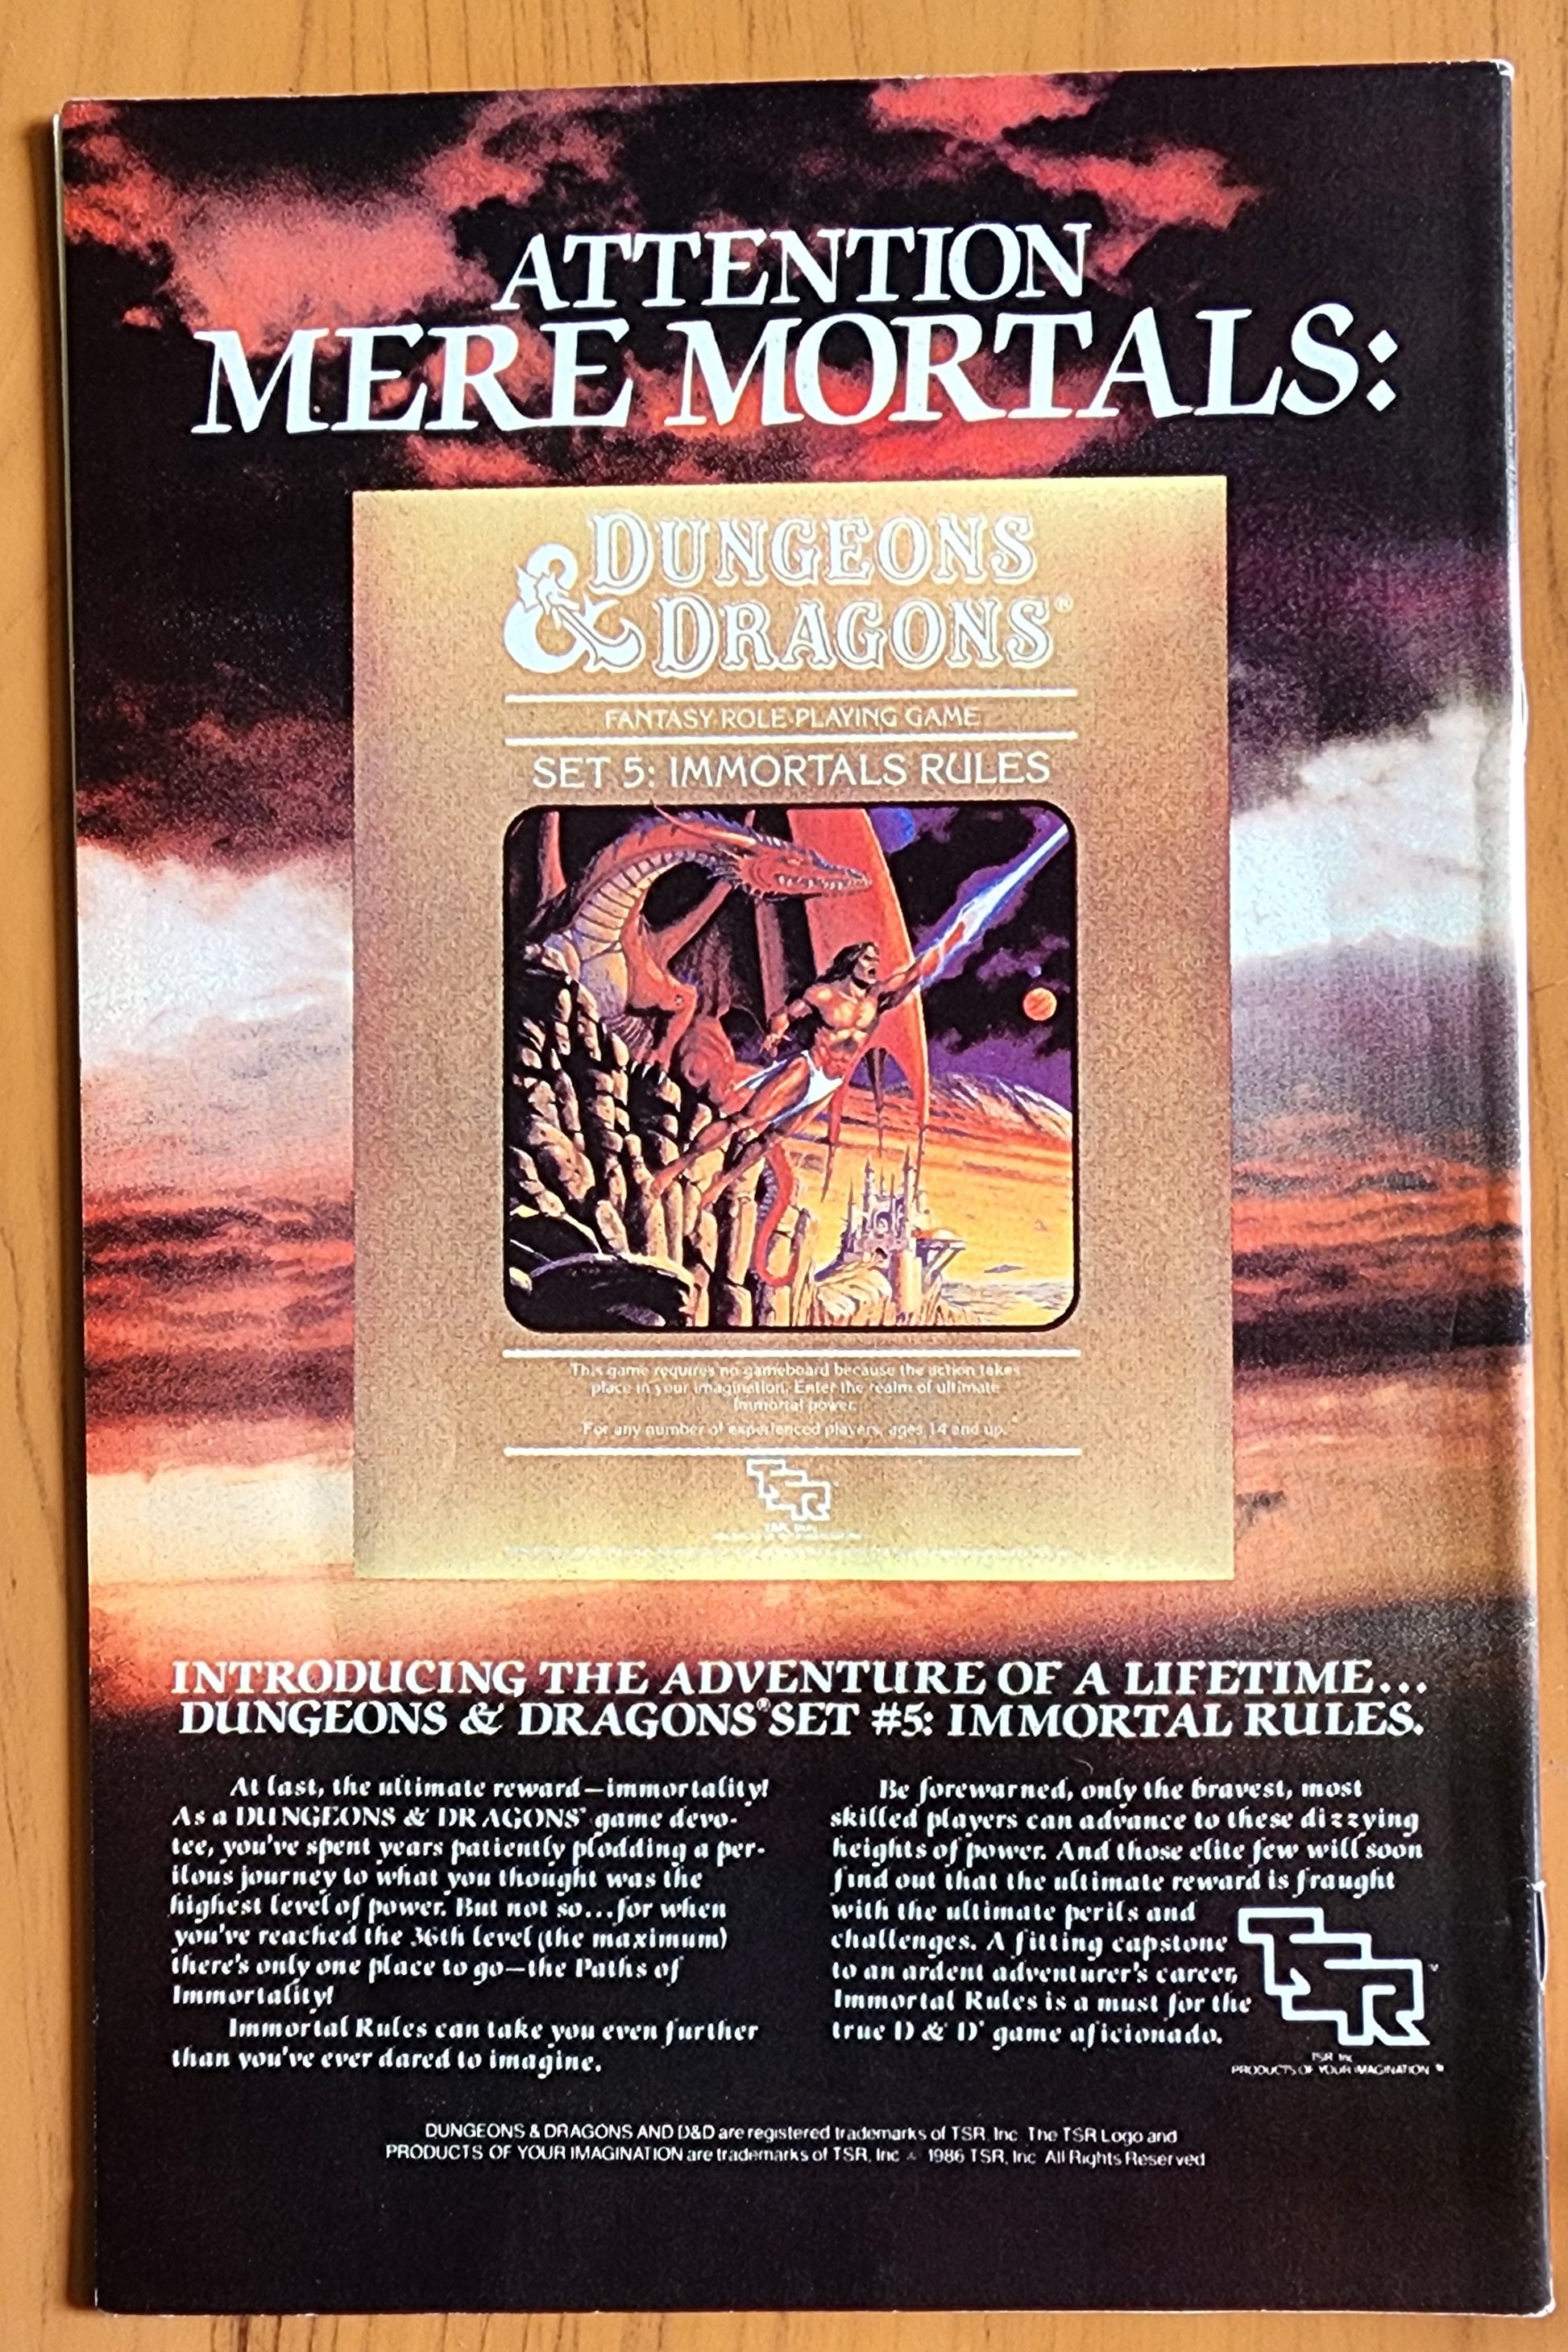 ATTENTION
MERE MORTALS:
DUNGEONS
& DRAGONS®
FANTASY ROLE-PLAYING GAME
SET 5: IMMORTALS RULES
This game requires no gameboard because the action takes
place in your imagination. Enter the realm of ultimate
Immortal power.
For any number of experienced players, ages 14 and up.
TSR
TSR, Inc.
INTRODUCING THE ADVENTURE OF A LIFETIME...
DUNGEONS & DRAGONS® SET #5: IMMORTAL RULES.
At last, the ultimate reward—immortality!
As a DUNGEONS & DRAGONS® game devo-
tee, you've spent years patiently plodding a per-
ilous journey to what you thought was the
highest level of power. But not so...for when
you've reached the 36th level (the maximum)
there's only one place to go—the Paths of
Immortality!
Immortal Rules can take you even further
than you've ever dared to imagine.
Be forewarned, only the bravest, most
skilled players can advance to these dizzying
heights of power. And those elite few will soon
find out that the ultimate reward is fraught
with the ultimate perils and
challenges. A fitting capstone
to an ardent adventurer's career,
Immortal Rules is a must for the
true D & D® game aficionado.
TSR™
TSR, Inc.
PRODUCTS OF YOUR IMAGINATION™
DUNGEONS & DRAGONS AND D&D are registered trademarks of TSR, Inc. The TSR Logo and
PRODUCTS OF YOUR IMAGINATION are trademarks of TSR, Inc. © 1986 TSR, Inc. All Rights Reserved